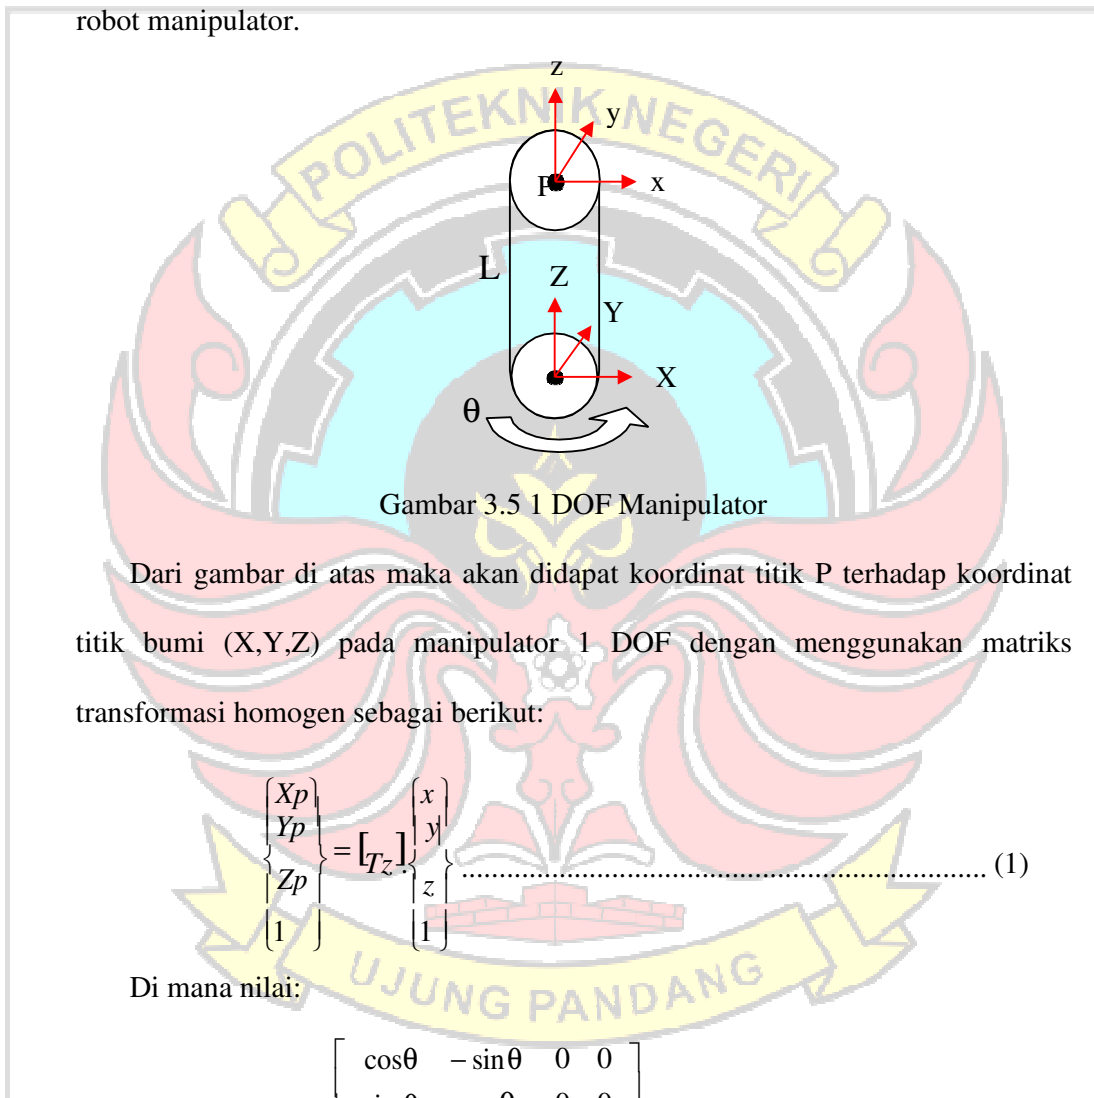 robot manipulator.
POLITEKNIK NEGERI
z
y
P x
L
Z
Y
X
θ
Gambar 3.5 1 DOF Manipulator
Dari gambar di atas maka akan didapat koordinat titik P terhadap koordinat
titik bumi (X,Y,Z) pada manipulator 1 DOF dengan menggunakan matriks
transformasi homogen sebagai berikut:
{Xp Yp Zp 1} = [Tz].{x y z 1} ........................................................................ (1)
Di mana nilai:
UJUNG PANDANG
cosθ − sinθ 0 0